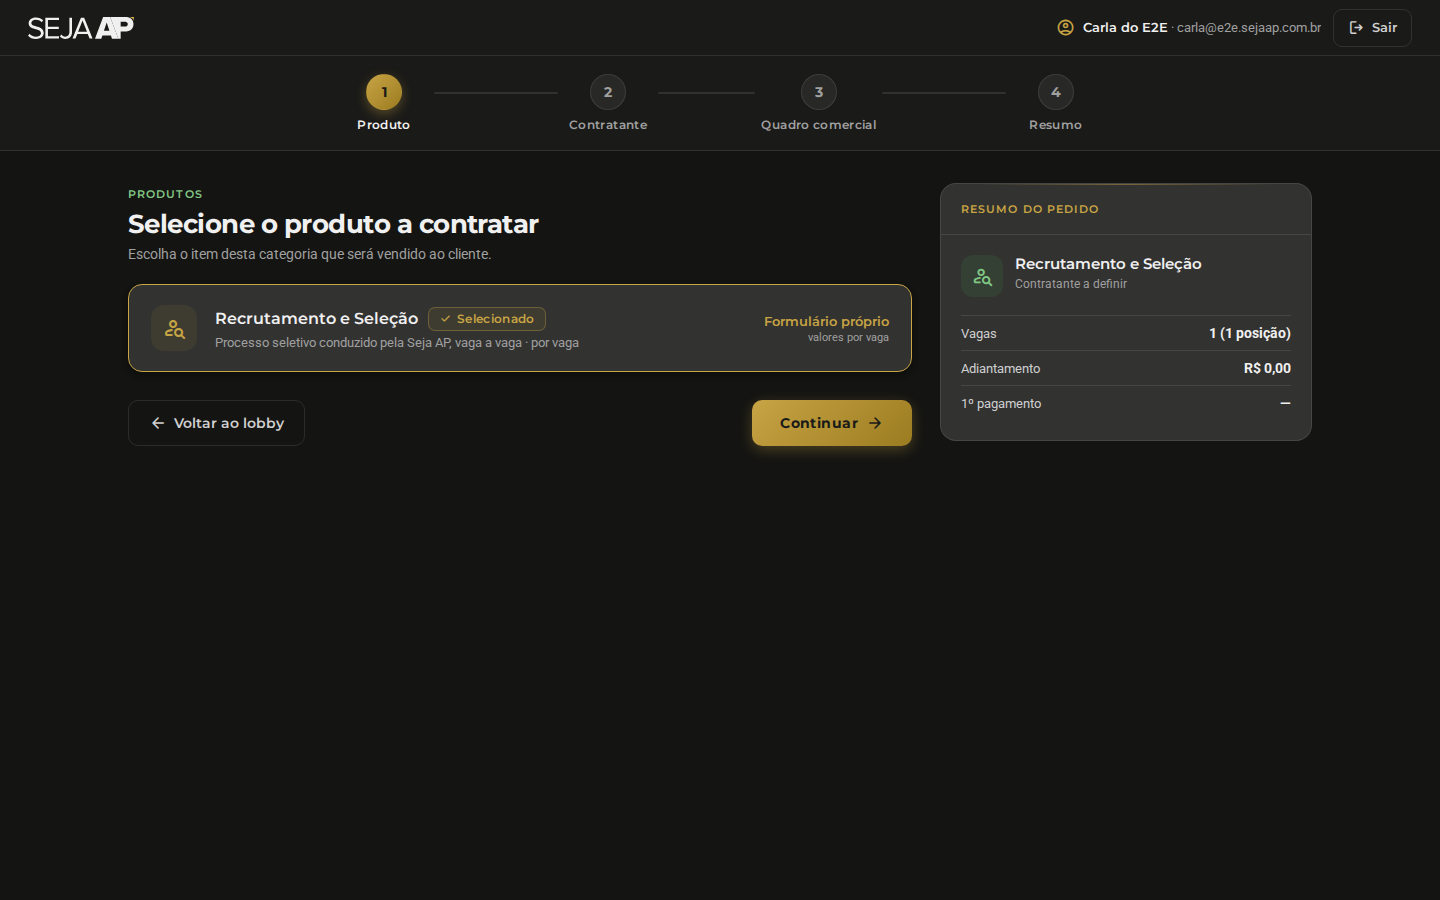 SEJA AP
Carla do E2E · carla@e2e.sejaap.com.br
Sair
1
2
3
4
Produto
Contratante
Quadro comercial
Resumo
PRODUTOS
Selecione o produto a contratar
Escolha o item desta categoria que será vendido ao cliente.
Recrutamento e Seleção
Selecionado
Processo seletivo conduzido pela Seja AP, vaga a vaga · por vaga
Formulário próprio
valores por vaga
Voltar ao lobby
Continuar
RESUMO DO PEDIDO
Recrutamento e Seleção
Contratante a definir
Vagas
1 (1 posição)
Adiantamento
R$ 0,00
1º pagamento
—